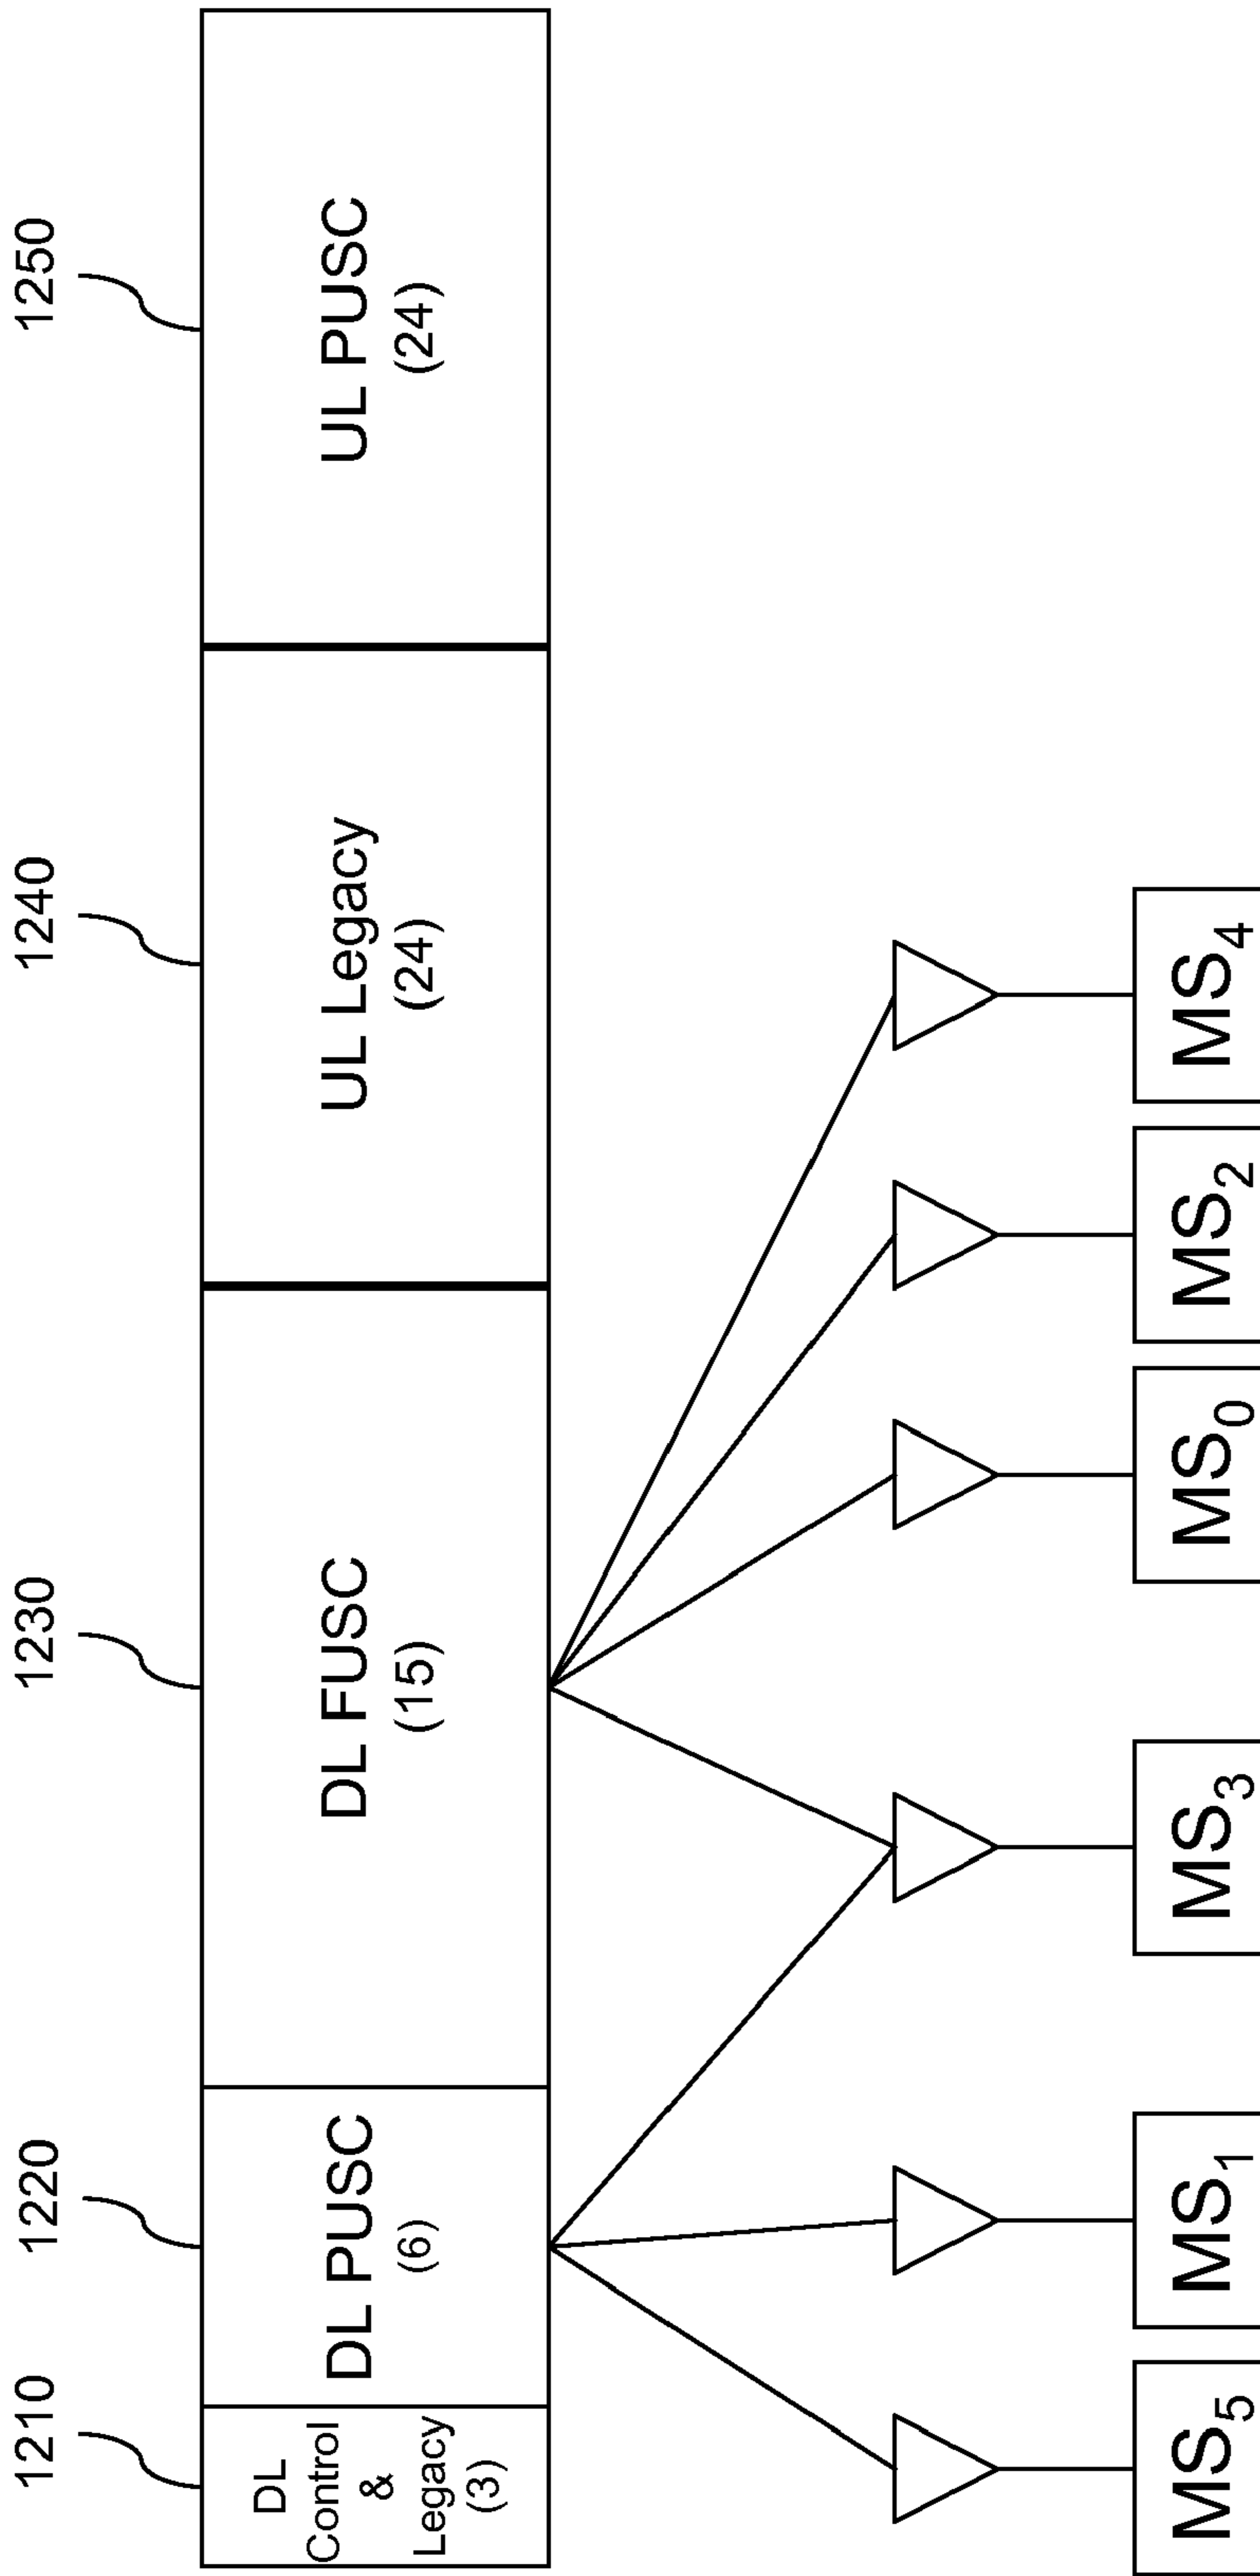 1210
1220
1230
1240
1250
DL
Control
&
Legacy
(3)
DL PUSC
(6)
DL FUSC
(15)
UL Legacy
(24)
UL PUSC
(24)
MS5
MS1
MS3
MS0
MS2
MS4